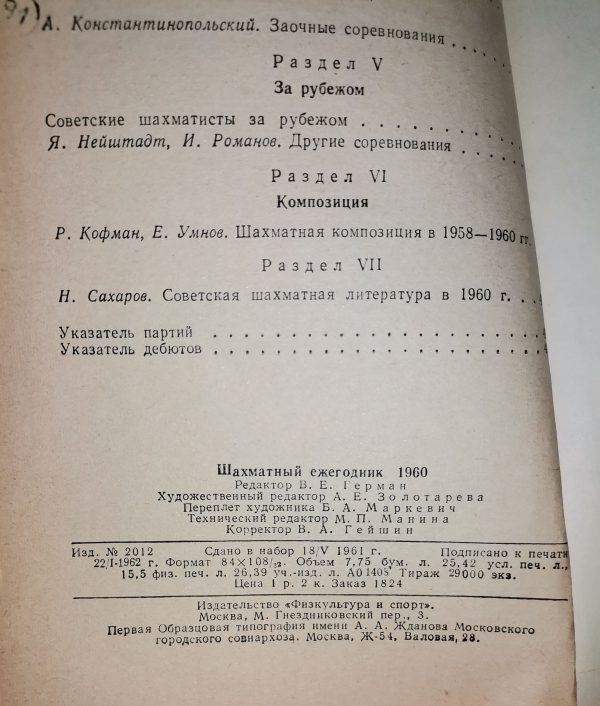 91)
А. Константинопольский. Заочные соревнования . . . . . .
Раздел V
За рубежом
Советские шахматисты за рубежом . . . . . . . . .
Я. Нейштадт, И. Романов. Другие соревнования . . . . . .
Раздел VI
Композиция
Р. Кофман, Е. Умнов. Шахматная композиция в 1958—1960 гг.
Раздел VII
Н. Сахаров. Советская шахматная литература в 1960 г. . .
Указатель партий . . . . . . . . . . . . . . . . . . 4
Указатель дебютов . . . . . . . . . . . . . . . . . . 4
Шахматный ежегодник 1960
Редактор В. Е. Герман
Художественный редактор А. Е. Золотарева
Переплет художника Б. А. Маркевич
Технический редактор М. П. Манина
Корректор В. А. Гейшин
Изд. № 2012 Сдано в набор 18/V 1961 г. Подписано к печати
22/I-1962 г. Формат 84×108/32. Объем 7,75 бум. л. 25,42 усл. печ. л.,
15,5 физ. печ. л. 26,39 уч.-изд. л. А01408 Тираж 29000 экз.
Цена 1 р. 2 к. Заказ 1824
Издательство «Физкультура и спорт».
Москва, М. Гнездниковский пер., 3.
Первая Образцовая типография имени А. А. Жданова Московского
городского совнархоза. Москва, Ж-54, Валовая, 28.